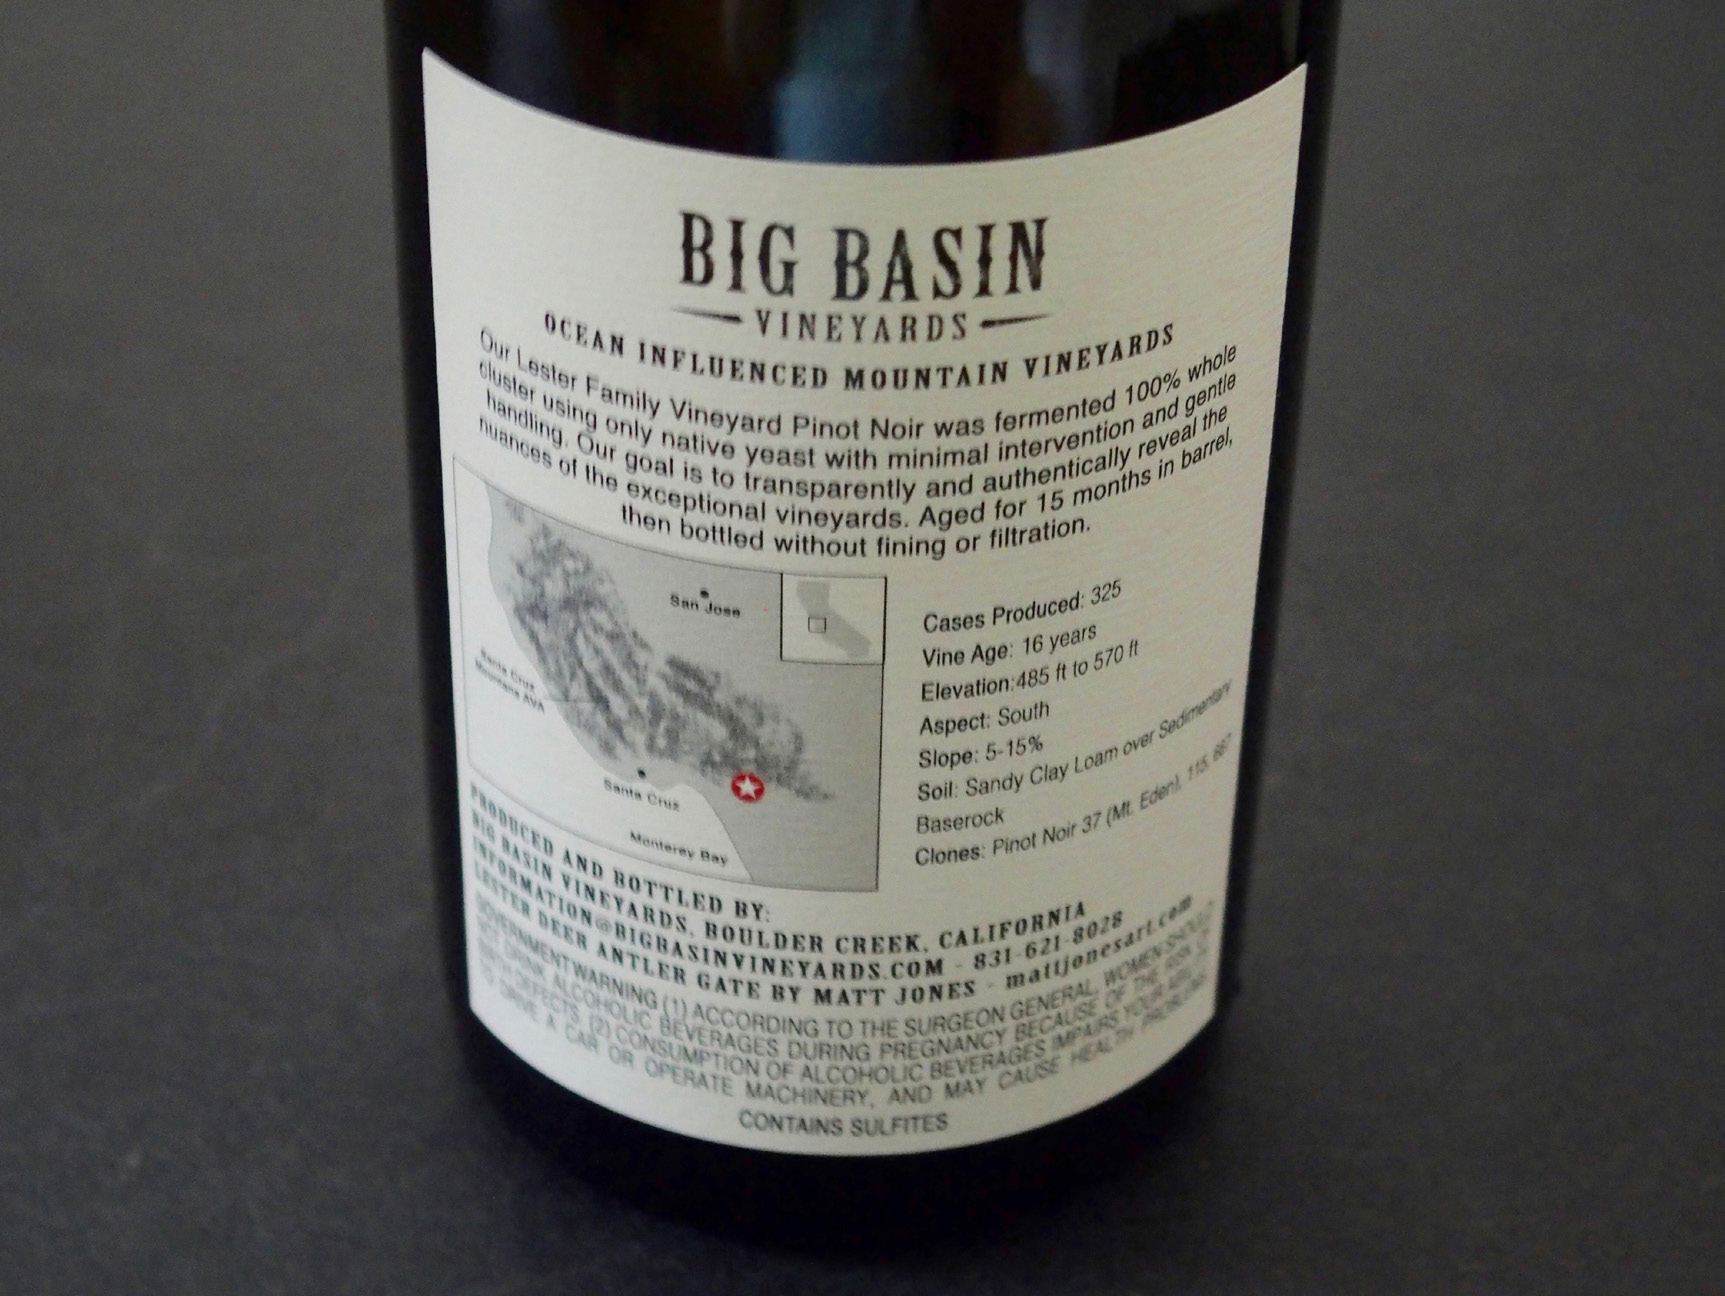 BIG BASIN
VINEYARDS
OCEAN INFLUENCED MOUNTAIN VINEYARDS
Our Lester Family Vineyard Pinot Noir was fermented 100% whole
cluster using only native yeast with minimal intervention and gentle
handling. Our goal is to transparently and authentically reveal the
nuances of the exceptional vineyards. Aged for 15 months in barrel,
then bottled without fining or filtration.
San Jose
Santa Cruz
Mountains AVA
Santa Cruz
Monterey Bay
Cases Produced: 325
Vine Age: 16 years
Elevation:485 ft to 570 ft
Aspect: South
Slope: 5-15%
Soil: Sandy Clay Loam over Sedimentary
Baserock
Clones: Pinot Noir 37 (Mt. Eden), 115, 667
PRODUCED AND BOTTLED BY:
BIG BASIN VINEYARDS, BOULDER CREEK, CALIFORNIA
INFORMATION@BIGBASINVINEYARDS.COM - 831-621-8028
LESTER DEER ANTLER GATE BY MATT JONES - mattjonesart.com
GOVERNMENT WARNING (1) ACCORDING TO THE SURGEON GENERAL, WOMEN SHOULD
NOT DRINK ALCOHOLIC BEVERAGES DURING PREGNANCY BECAUSE OF THE RISK OF
BIRTH DEFECTS. (2) CONSUMPTION OF ALCOHOLIC BEVERAGES IMPAIRS YOUR ABILITY
TO DRIVE A CAR OR OPERATE MACHINERY, AND MAY CAUSE HEALTH PROBLEMS.
CONTAINS SULFITES